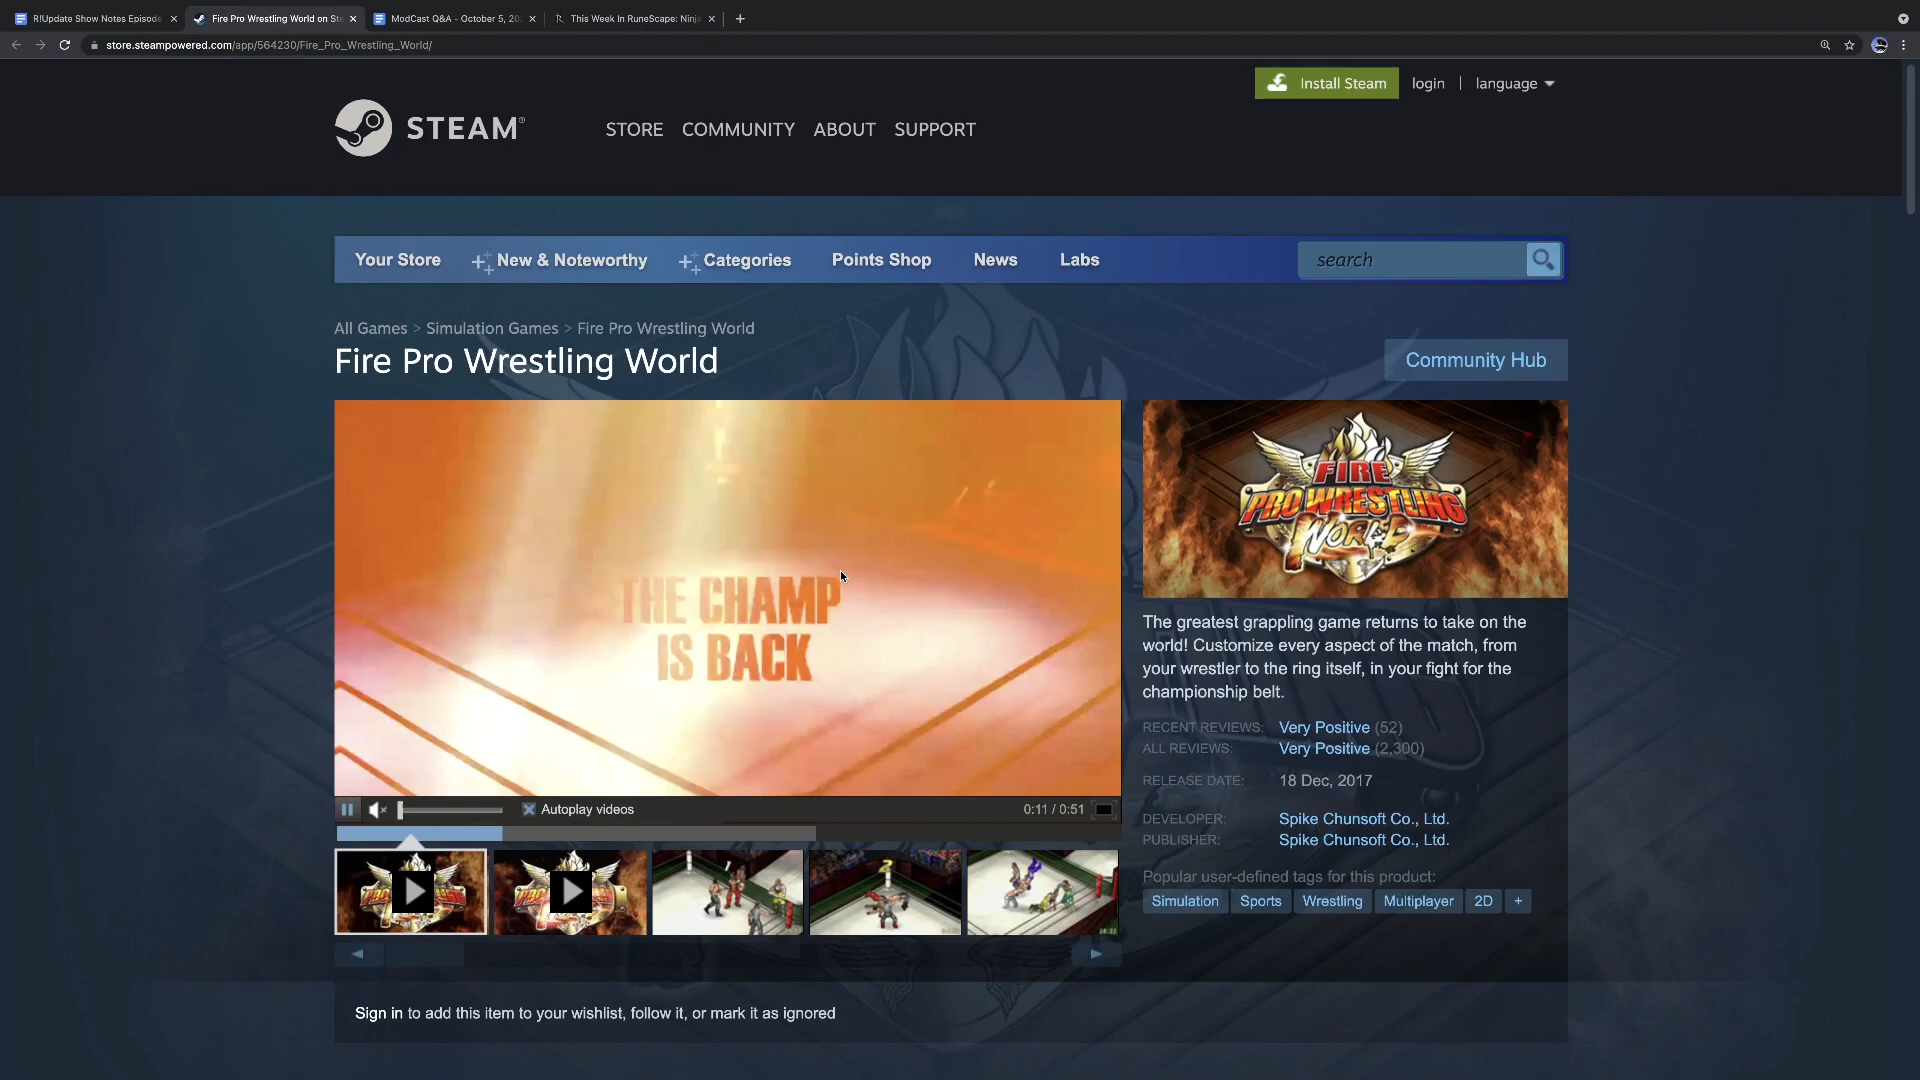 R!Update Show Notes Episode
Fire Pro Wrestling World on Ste
ModCast Q&A - October 5, 202
This Week In RuneScape: Ninja
store.steampowered.com/app/564230/Fire_Pro_Wrestling_World/
Install Steam
login
language
STEAM®
STORE
COMMUNITY
ABOUT
SUPPORT
Your Store
New & Noteworthy
Categories
Points Shop
News
Labs
search
All Games > Simulation Games > Fire Pro Wrestling World
Fire Pro Wrestling World
Community Hub
THE CHAMP
IS BACK
FIRE
PRO WRESTLING
WORLD
The greatest grappling game returns to take on the
world! Customize every aspect of the match, from
your wrestler to the ring itself, in your fight for the
championship belt.
RECENT REVIEWS: Very Positive (52)
ALL REVIEWS: Very Positive (2,300)
RELEASE DATE: 18 Dec, 2017
DEVELOPER: Spike Chunsoft Co., Ltd.
PUBLISHER: Spike Chunsoft Co., Ltd.
Popular user-defined tags for this product:
Simulation
Sports
Wrestling
Multiplayer
2D
+
Autoplay videos
0:11 / 0:51
Sign in to add this item to your wishlist, follow it, or mark it as ignored